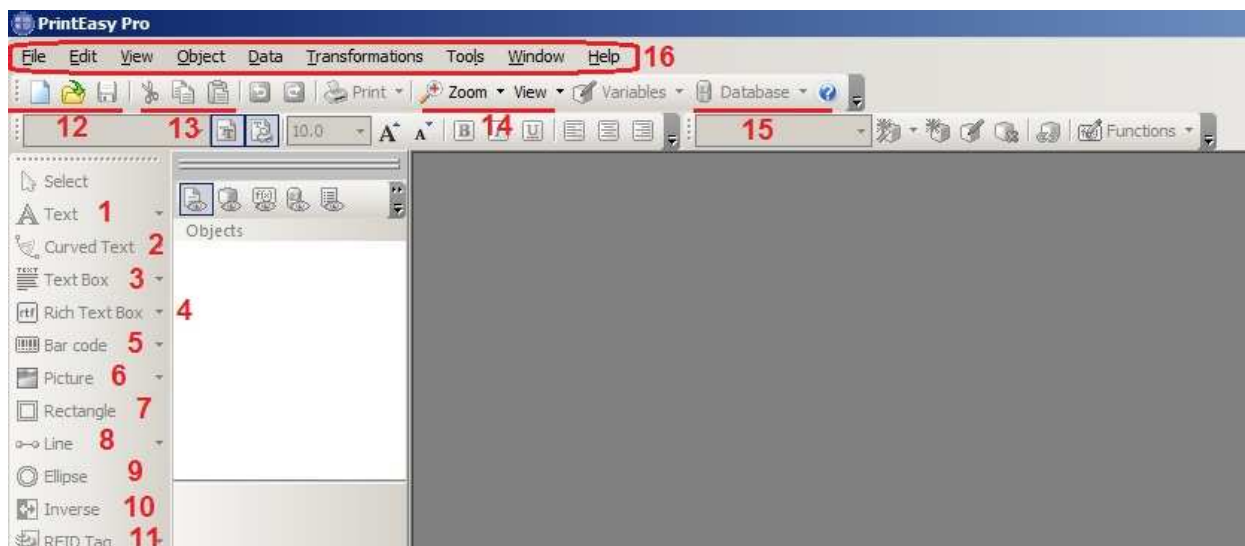 PrintEasy Pro
File Edit View Object Data Transformations Tools Window Help 16
Print Zoom View Variables Database
12 13 10.0 A A B 14 U 15 Functions
Select
Text 1
Curved Text 2
Text Box 3
rtf Rich Text Box 4
Bar code 5
Picture 6
Rectangle 7
Line 8
Ellipse 9
Inverse 10
RFID Tag 11
Objects